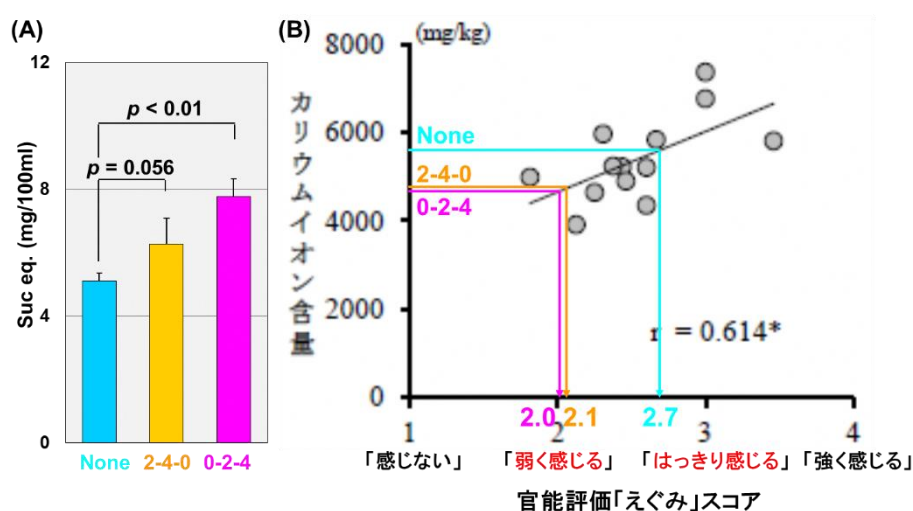 (A)
12
8
4
0
Suc eq. (mg/100ml)
p < 0.01
p = 0.056
None
2-4-0
0-2-4
(B)
(mg/kg)
8000
6000
4000
2000
0
カリウムイオン含量
None
2-4-0
0-2-4
r = 0.614*
2.0
2.1
2.7
1
2
3
4
「感じない」
「弱く感じる」
「はっきり感じる」
「強く感じる」
官能評価「えぐみ」スコア